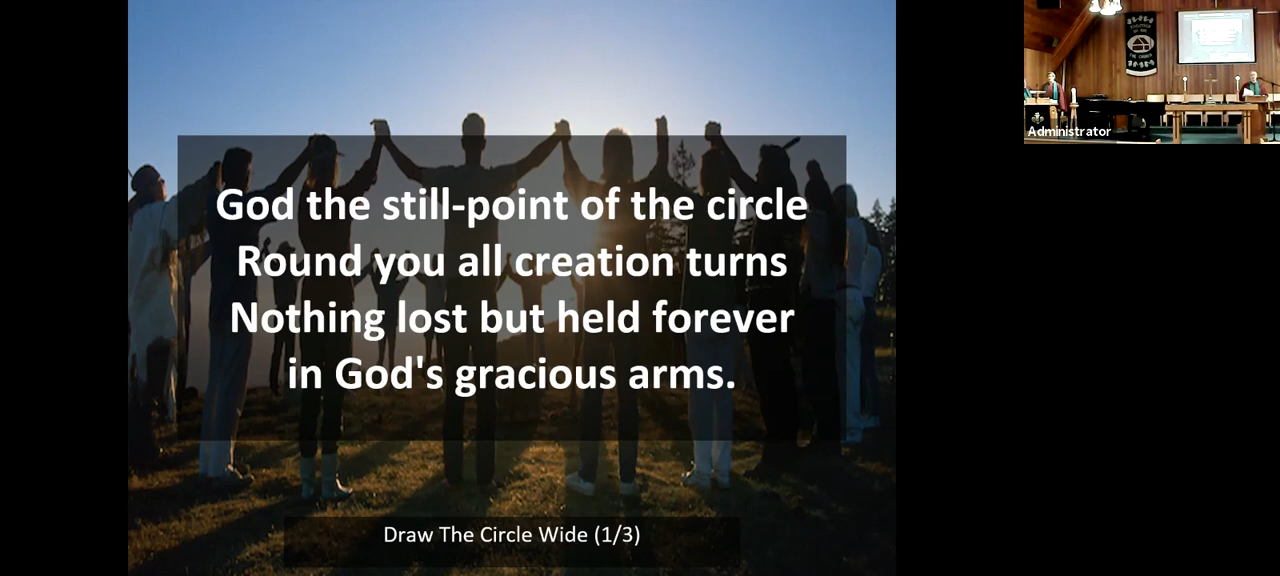 God the still-point of the circle
Round you all creation turns
Nothing lost but held forever
in God's gracious arms.
Draw The Circle Wide (1/3)
Administrator